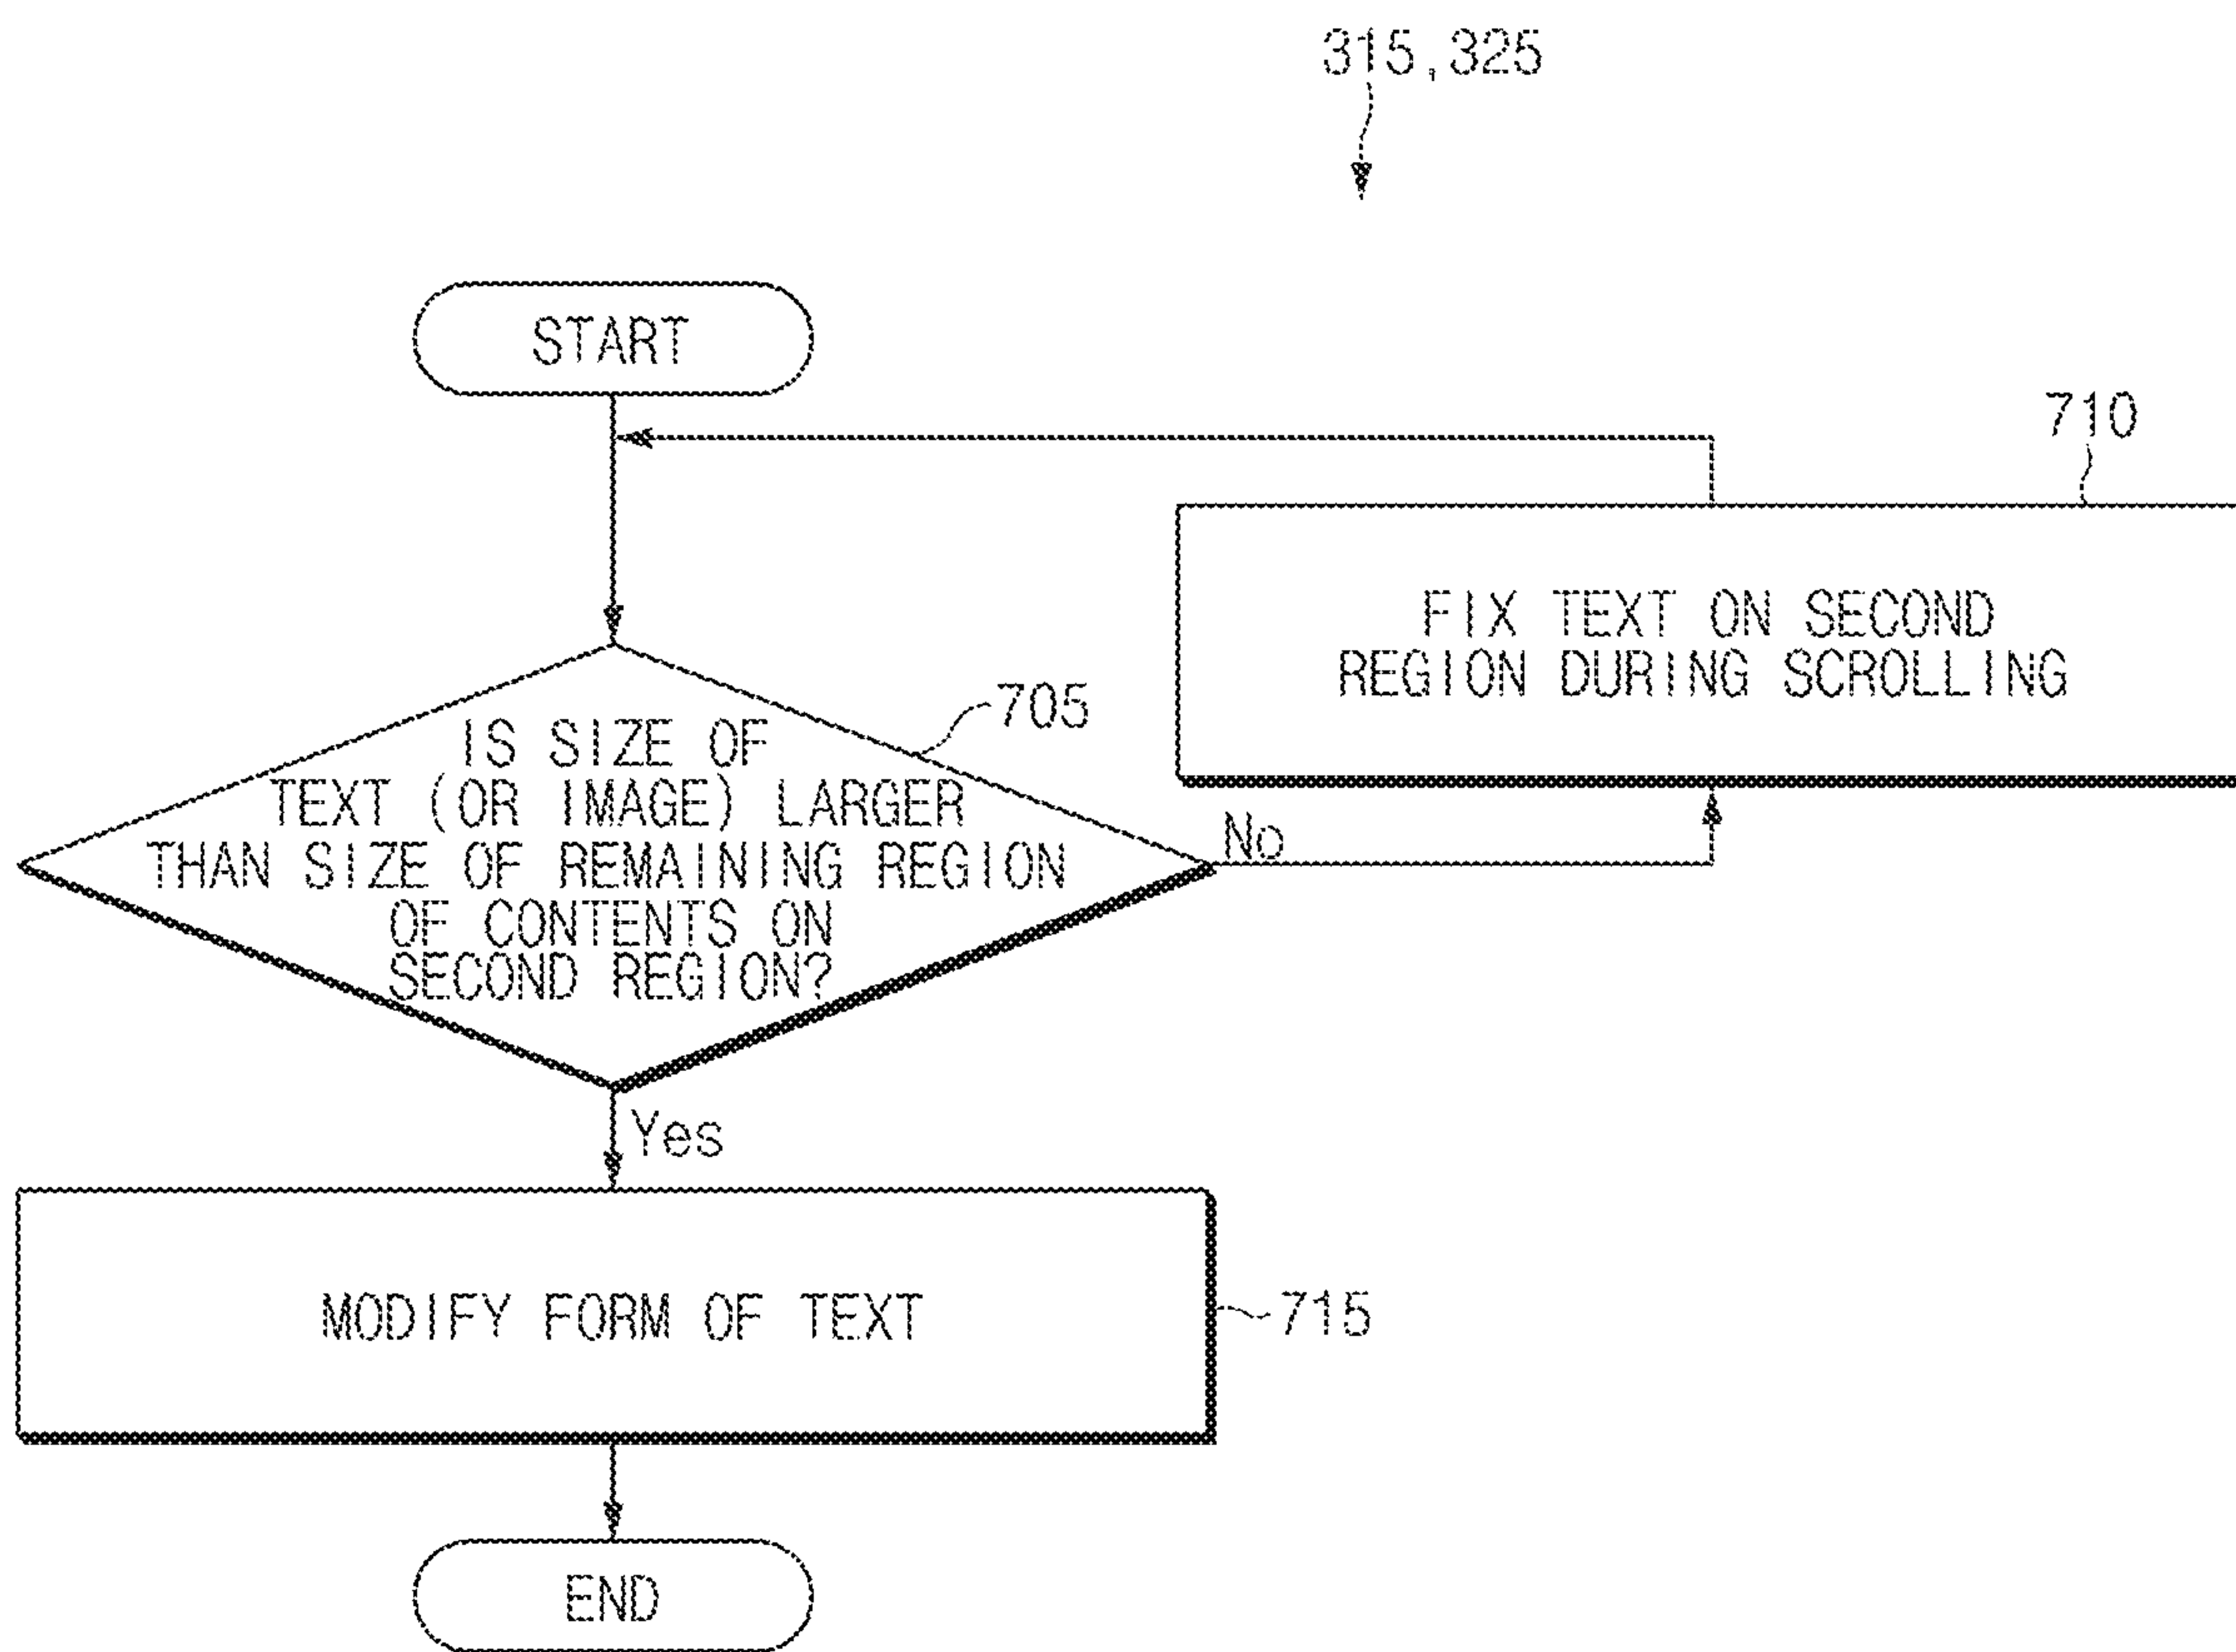 315,325
START
710
FIX TEXT ON SECOND
REGION DURING SCROLLING
705
IS SIZE OF
TEXT (OR IMAGE) LARGER
THAN SIZE OF REMAINING REGION
OF CONTENTS ON
SECOND REGION?
No
Yes
MODIFY FORM OF TEXT
715
END